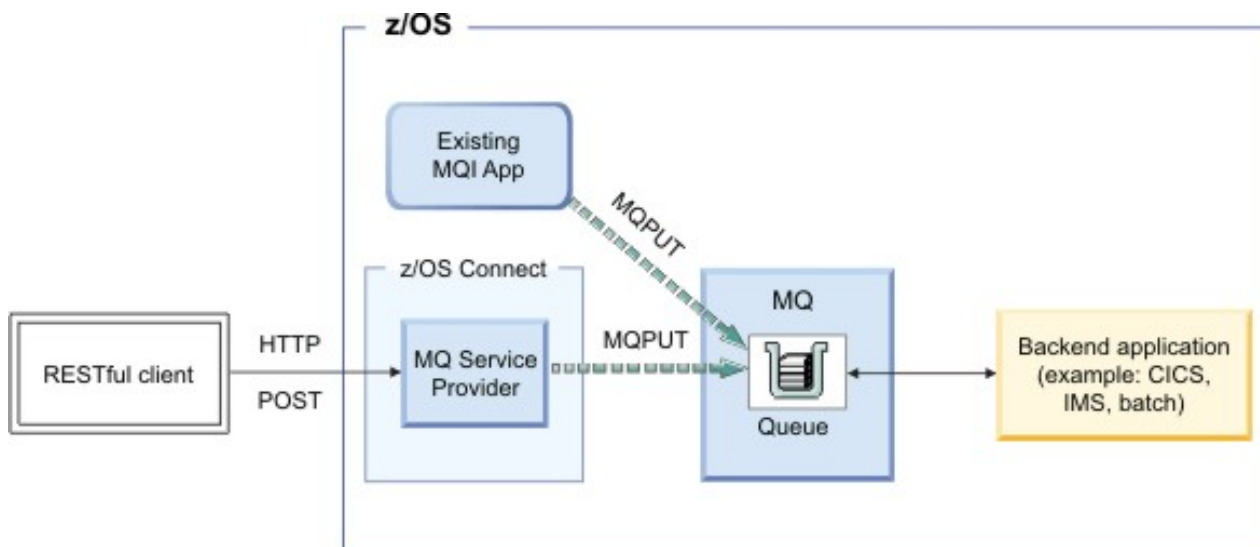 z/OS
Existing
MQI App
MQPUT
z/OS Connect
MQ
RESTful client
HTTP
POST
MQ Service
Provider
MQPUT
Queue
Backend application
(example: CICS,
IMS, batch)